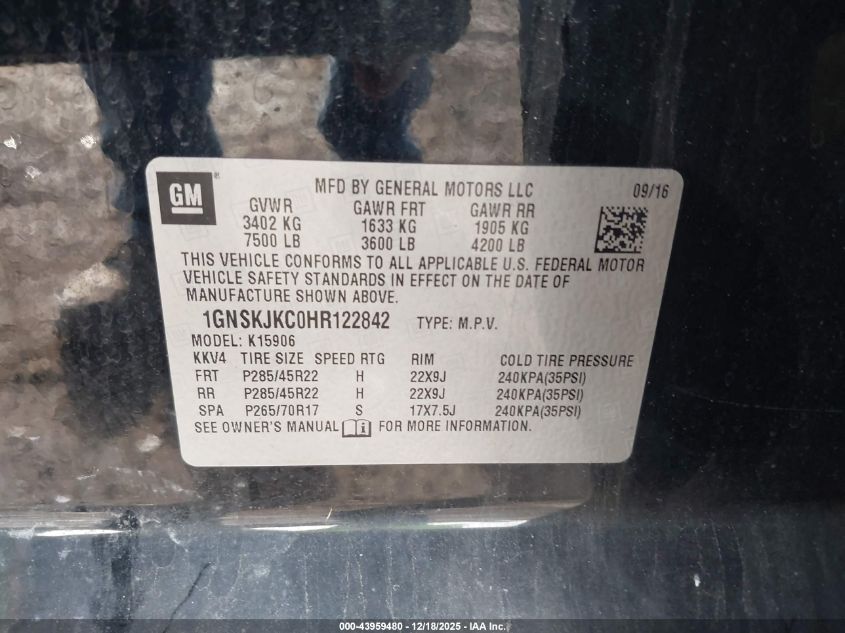 GM
MFD BY GENERAL MOTORS LLC 09/16
GVWR GAWR FRT GAWR RR
3402 KG 1633 KG 1905 KG
7500 LB 3600 LB 4200 LB
THIS VEHICLE CONFORMS TO ALL APPLICABLE U.S. FEDERAL MOTOR
VEHICLE SAFETY STANDARDS IN EFFECT ON THE DATE OF
MANUFACTURE SHOWN ABOVE.
1GNSKJKC0HR122842 TYPE: M.P.V.
MODEL: K15906
KKV4 TIRE SIZE SPEED RTG RIM COLD TIRE PRESSURE
FRT P285/45R22 H 22X9J 240KPA(35PSI)
RR P285/45R22 H 22X9J 240KPA(35PSI)
SPA P265/70R17 S 17X7.5J 240KPA(35PSI)
SEE OWNER'S MANUAL FOR MORE INFORMATION.
000-43959480 - 12/18/2025 - IAA Inc.